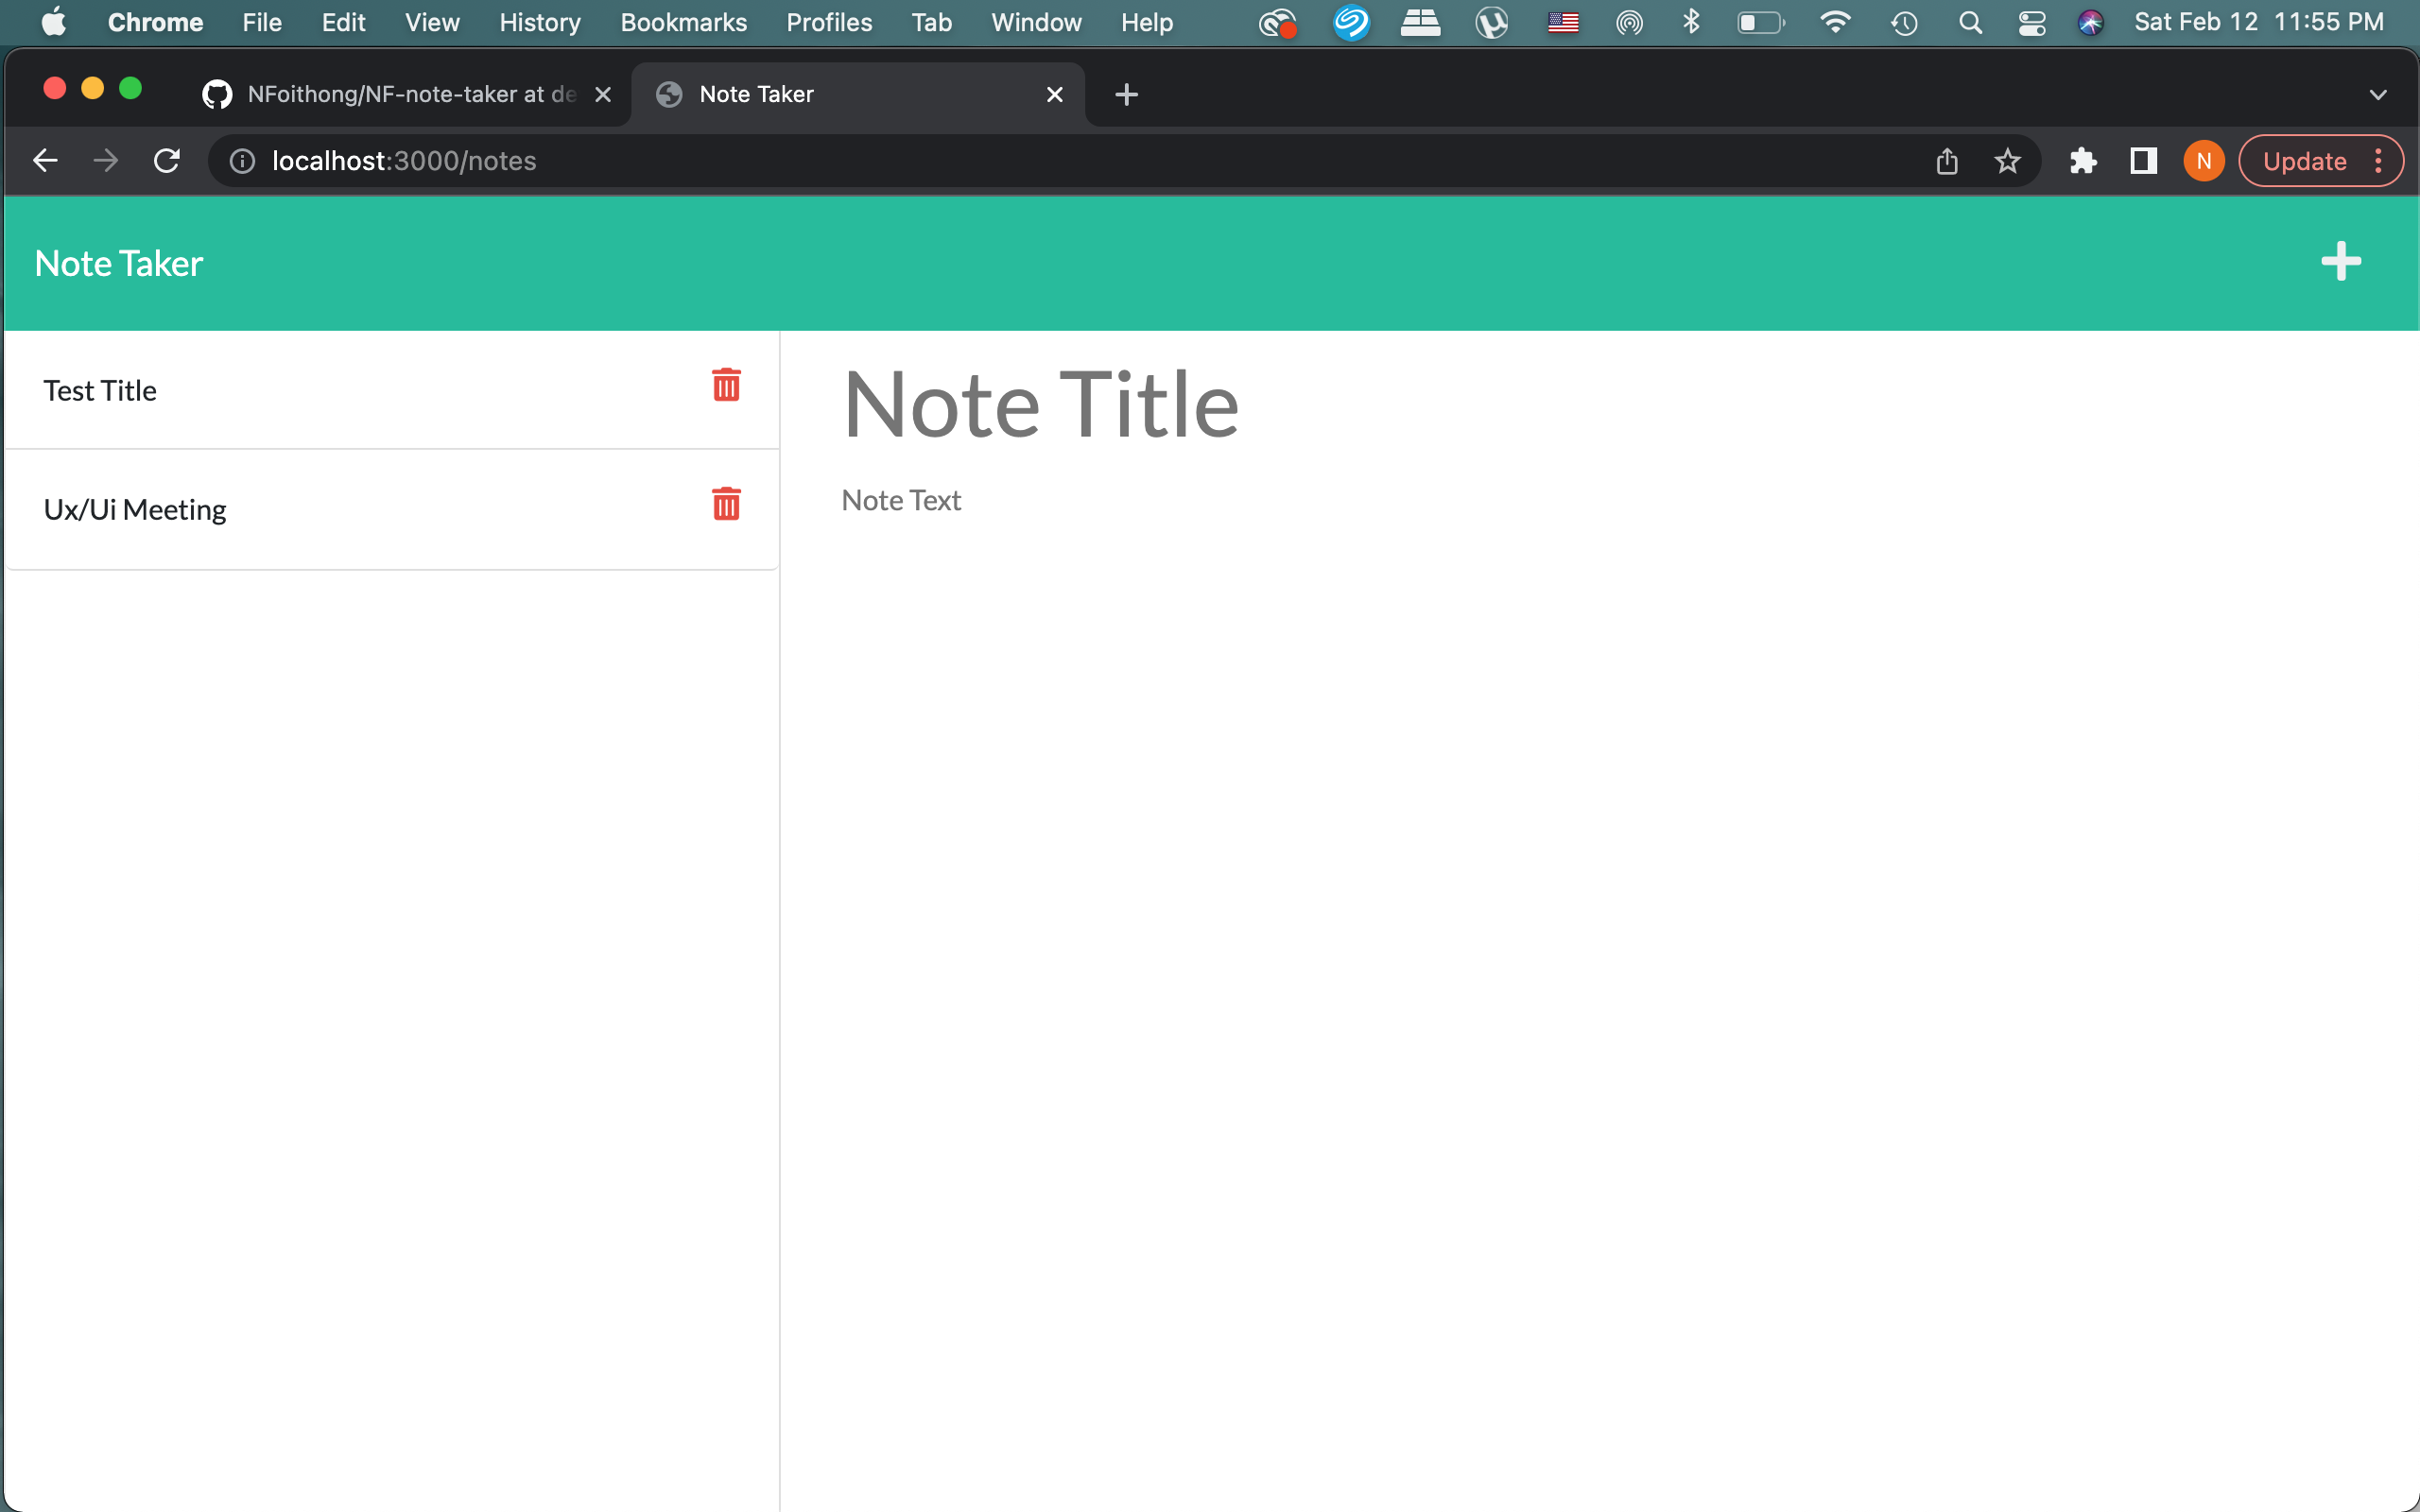 Chrome File Edit View History Bookmarks Profiles Tab Window Help Sat Feb 12 11:55 PM
NFoithong/NF-note-taker at de Note Taker
localhost:3000/notes N Update
Note Taker
Test Title
Ux/Ui Meeting
Note Title
Note Text